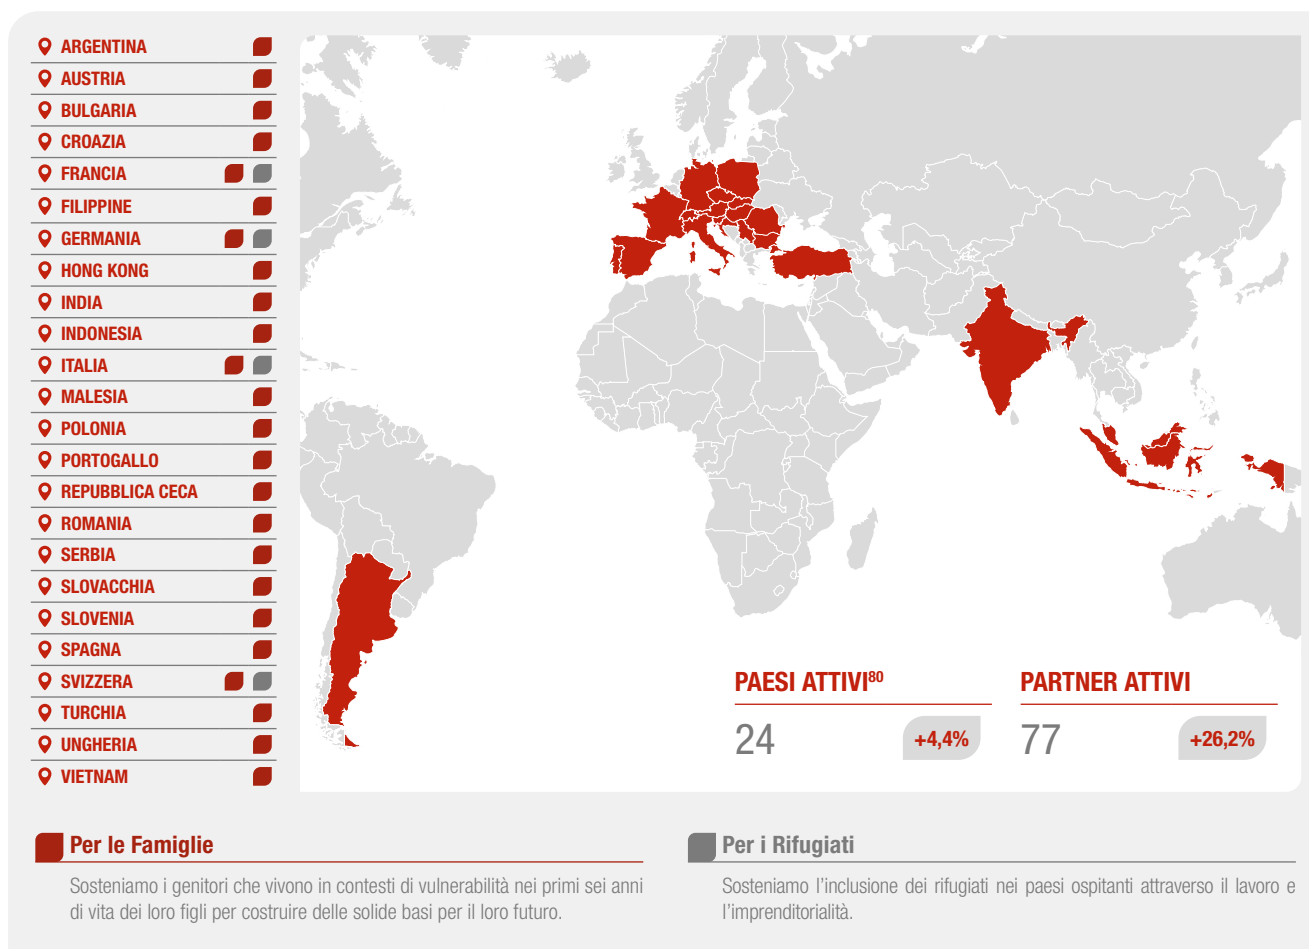 ARGENTINA
AUSTRIA
BULGARIA
CROAZIA
FRANCIA
FILIPPINE
GERMANIA
HONG KONG
INDIA
INDONESIA
ITALIA
MALESIA
POLONIA
PORTOGALLO
REPUBBLICA CECA
ROMANIA
SERBIA
SLOVACCHIA
SLOVENIA
SPAGNA
SVIZZERA
TURCHIA
UNGHERIA
VIETNAM
PAESI ATTIVI80
24
+4,4%
PARTNER ATTIVI
77
+26,2%
Per le Famiglie
Sosteniamo i genitori che vivono in contesti di vulnerabilità nei primi sei anni
di vita dei loro figli per costruire delle solide basi per il loro futuro.
Per i Rifugiati
Sosteniamo l'inclusione dei rifugiati nei paesi ospitanti attraverso il lavoro e
l'imprenditorialità.